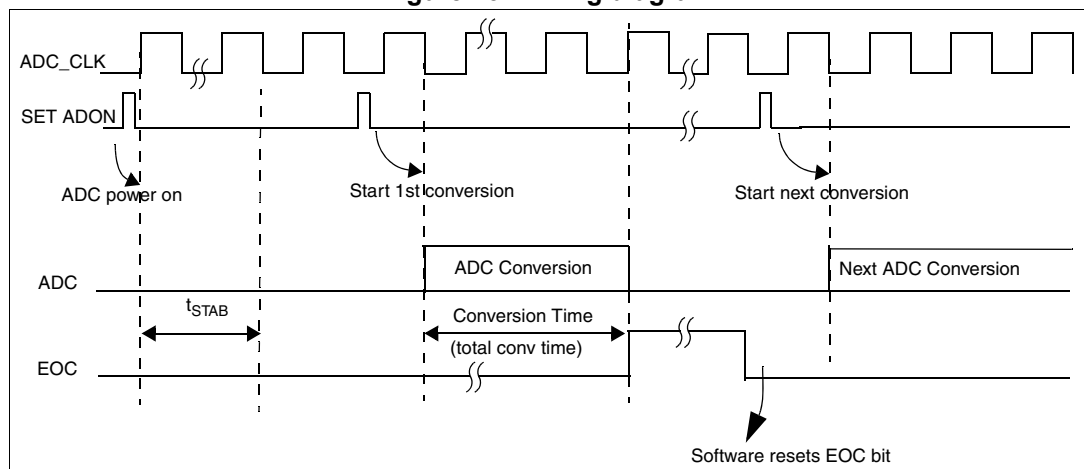 ADC_CLK
SET ADON
ADC power on
Start 1st conversion
Start next conversion
ADC Conversion
Next ADC Conversion
ADC
tSTAB
Conversion Time
(total conv time)
EOC
Software resets EOC bit